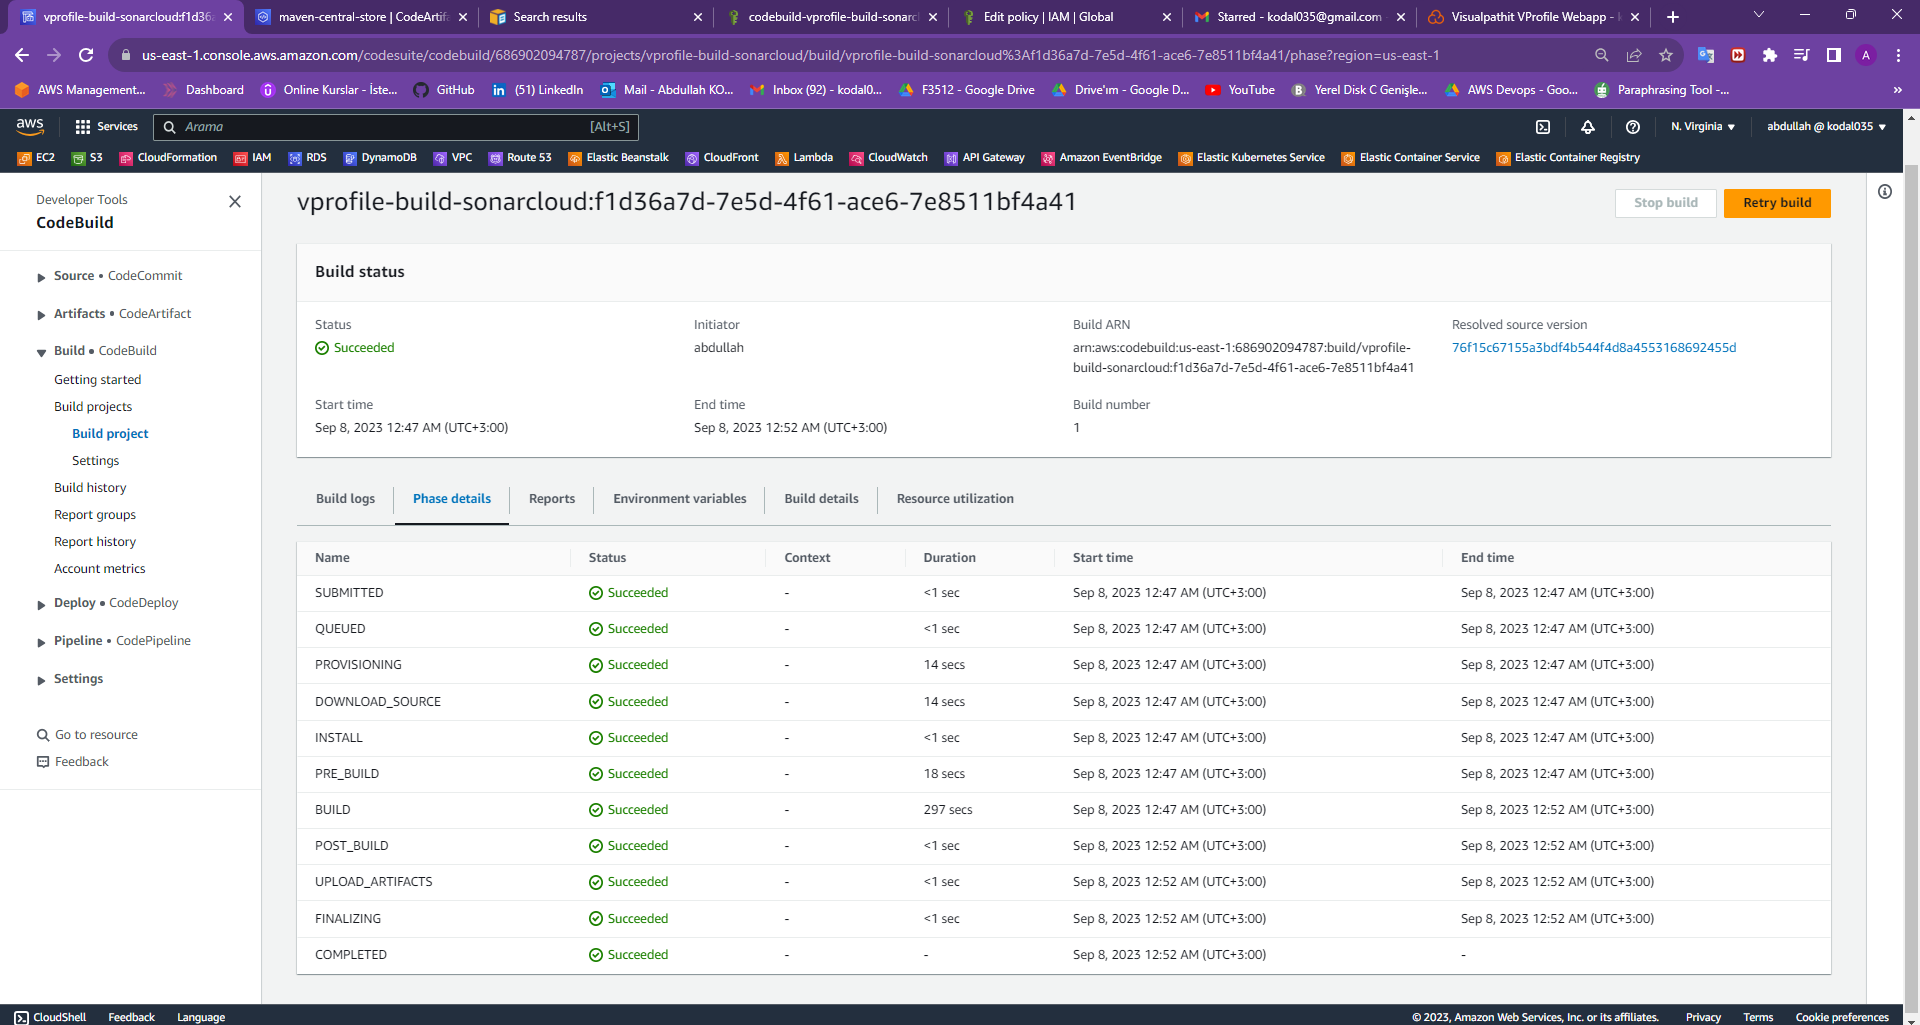 vprofile-build-sonarcloud:f1d36a
maven-central-store | CodeArtifa
Search results
codebuild-vprofile-build-sonarcl
Edit policy | IAM | Global
Starred - kodal035@gmail.com
Visualpathit VProfile Webapp -
us-east-1.console.aws.amazon.com/codesuite/codebuild/686902094787/projects/vprofile-build-sonarcloud/build/vprofile-build-sonarcloud%3Af1d36a7d-7e5d-4f61-ace6-7e8511bf4a41/phase?region=us-east-1
A
AWS Management... Dashboard Online Kurslar - İste... GitHub (51) LinkedIn Mail - Abdullah KO... Inbox (92) - kodal0... F3512 - Google Drive Drive'ım - Google D... YouTube Yerel Disk C Genişle... AWS Devops - Goo... Paraphrasing Tool -... »
aws Services Arama [Alt+S] N. Virginia abdullah @ kodal035
EC2 S3 CloudFormation IAM RDS DynamoDB VPC Route 53 Elastic Beanstalk CloudFront Lambda CloudWatch API Gateway Amazon EventBridge Elastic Kubernetes Service Elastic Container Service Elastic Container Registry
Developer Tools
CodeBuild
Source • CodeCommit
Artifacts • CodeArtifact
Build • CodeBuild
Getting started
Build projects
Build project
Settings
Build history
Report groups
Report history
Account metrics
Deploy • CodeDeploy
Pipeline • CodePipeline
Settings
Go to resource
Feedback
vprofile-build-sonarcloud:f1d36a7d-7e5d-4f61-ace6-7e8511bf4a41
Stop build
Retry build
Build status
Status
Succeeded
Initiator
abdullah
Build ARN
arn:aws:codebuild:us-east-1:686902094787:build/vprofile-
build-sonarcloud:f1d36a7d-7e5d-4f61-ace6-7e8511bf4a41
Resolved source version
76f15c67155a3bdf4b544f4d8a4553168692455d
Start time
Sep 8, 2023 12:47 AM (UTC+3:00)
End time
Sep 8, 2023 12:52 AM (UTC+3:00)
Build number
1
Build logs Phase details Reports Environment variables Build details Resource utilization
Name Status Context Duration Start time End time
SUBMITTED Succeeded - <1 sec Sep 8, 2023 12:47 AM (UTC+3:00) Sep 8, 2023 12:47 AM (UTC+3:00)
QUEUED Succeeded - <1 sec Sep 8, 2023 12:47 AM (UTC+3:00) Sep 8, 2023 12:47 AM (UTC+3:00)
PROVISIONING Succeeded - 14 secs Sep 8, 2023 12:47 AM (UTC+3:00) Sep 8, 2023 12:47 AM (UTC+3:00)
DOWNLOAD_SOURCE Succeeded - 14 secs Sep 8, 2023 12:47 AM (UTC+3:00) Sep 8, 2023 12:47 AM (UTC+3:00)
INSTALL Succeeded - <1 sec Sep 8, 2023 12:47 AM (UTC+3:00) Sep 8, 2023 12:47 AM (UTC+3:00)
PRE_BUILD Succeeded - 18 secs Sep 8, 2023 12:47 AM (UTC+3:00) Sep 8, 2023 12:47 AM (UTC+3:00)
BUILD Succeeded - 297 secs Sep 8, 2023 12:47 AM (UTC+3:00) Sep 8, 2023 12:52 AM (UTC+3:00)
POST_BUILD Succeeded - <1 sec Sep 8, 2023 12:52 AM (UTC+3:00) Sep 8, 2023 12:52 AM (UTC+3:00)
UPLOAD_ARTIFACTS Succeeded - <1 sec Sep 8, 2023 12:52 AM (UTC+3:00) Sep 8, 2023 12:52 AM (UTC+3:00)
FINALIZING Succeeded - <1 sec Sep 8, 2023 12:52 AM (UTC+3:00) Sep 8, 2023 12:52 AM (UTC+3:00)
COMPLETED Succeeded - - Sep 8, 2023 12:52 AM (UTC+3:00) -
CloudShell Feedback Language © 2023, Amazon Web Services, Inc. or its affiliates. Privacy Terms Cookie preferences